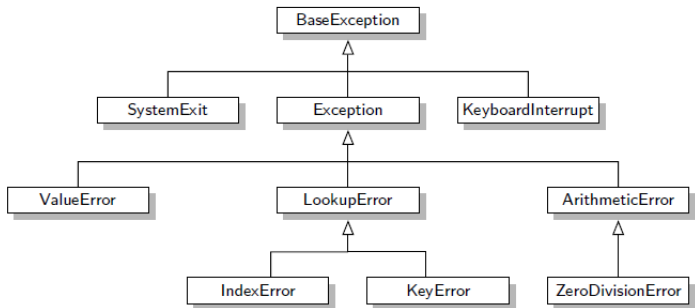 BaseException
SystemExit
Exception
KeyboardInterrupt
ValueError
LookupError
ArithmeticError
IndexError
KeyError
ZeroDivisionError